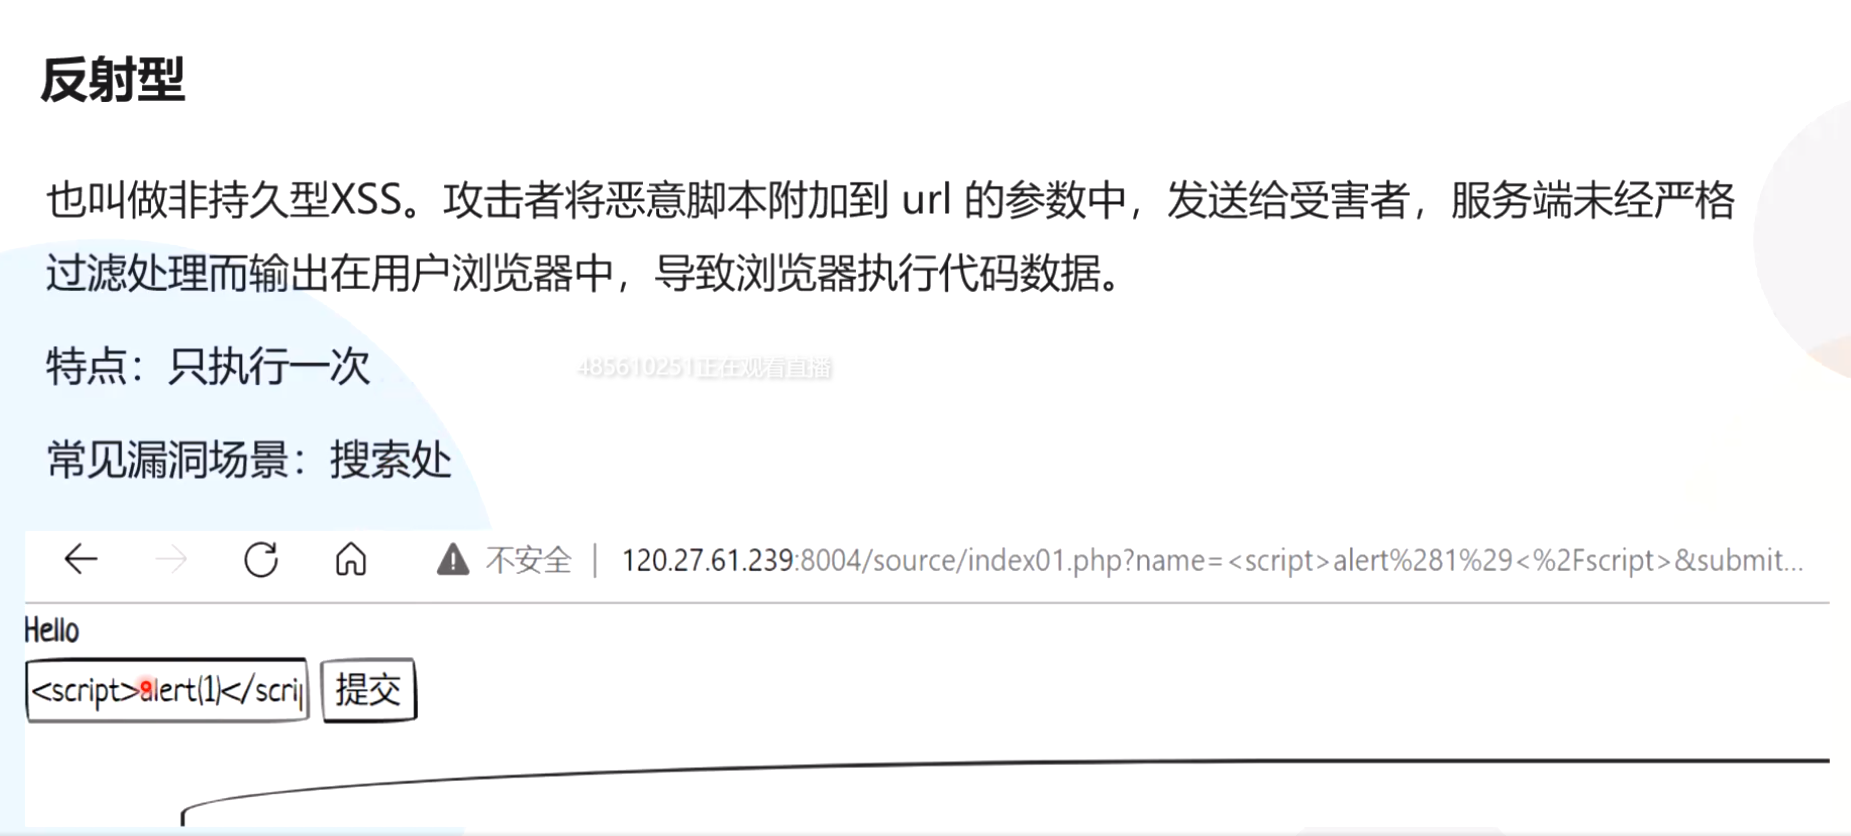 反射型
也叫做非持久型XSS。攻击者将恶意脚本附加到 url 的参数中，发送给受害者，服务端未经严格
过滤处理而输出在用户浏览器中，导致浏览器执行代码数据。
特点：只执行一次
485610251正在观看直播
常见漏洞场景：搜索处
不安全 | 120.27.61.239:8004/source/index01.php?name=<script>alert%281%29<%2Fscript>&submit...
Hello
<script>alert(1)</scrip 提交